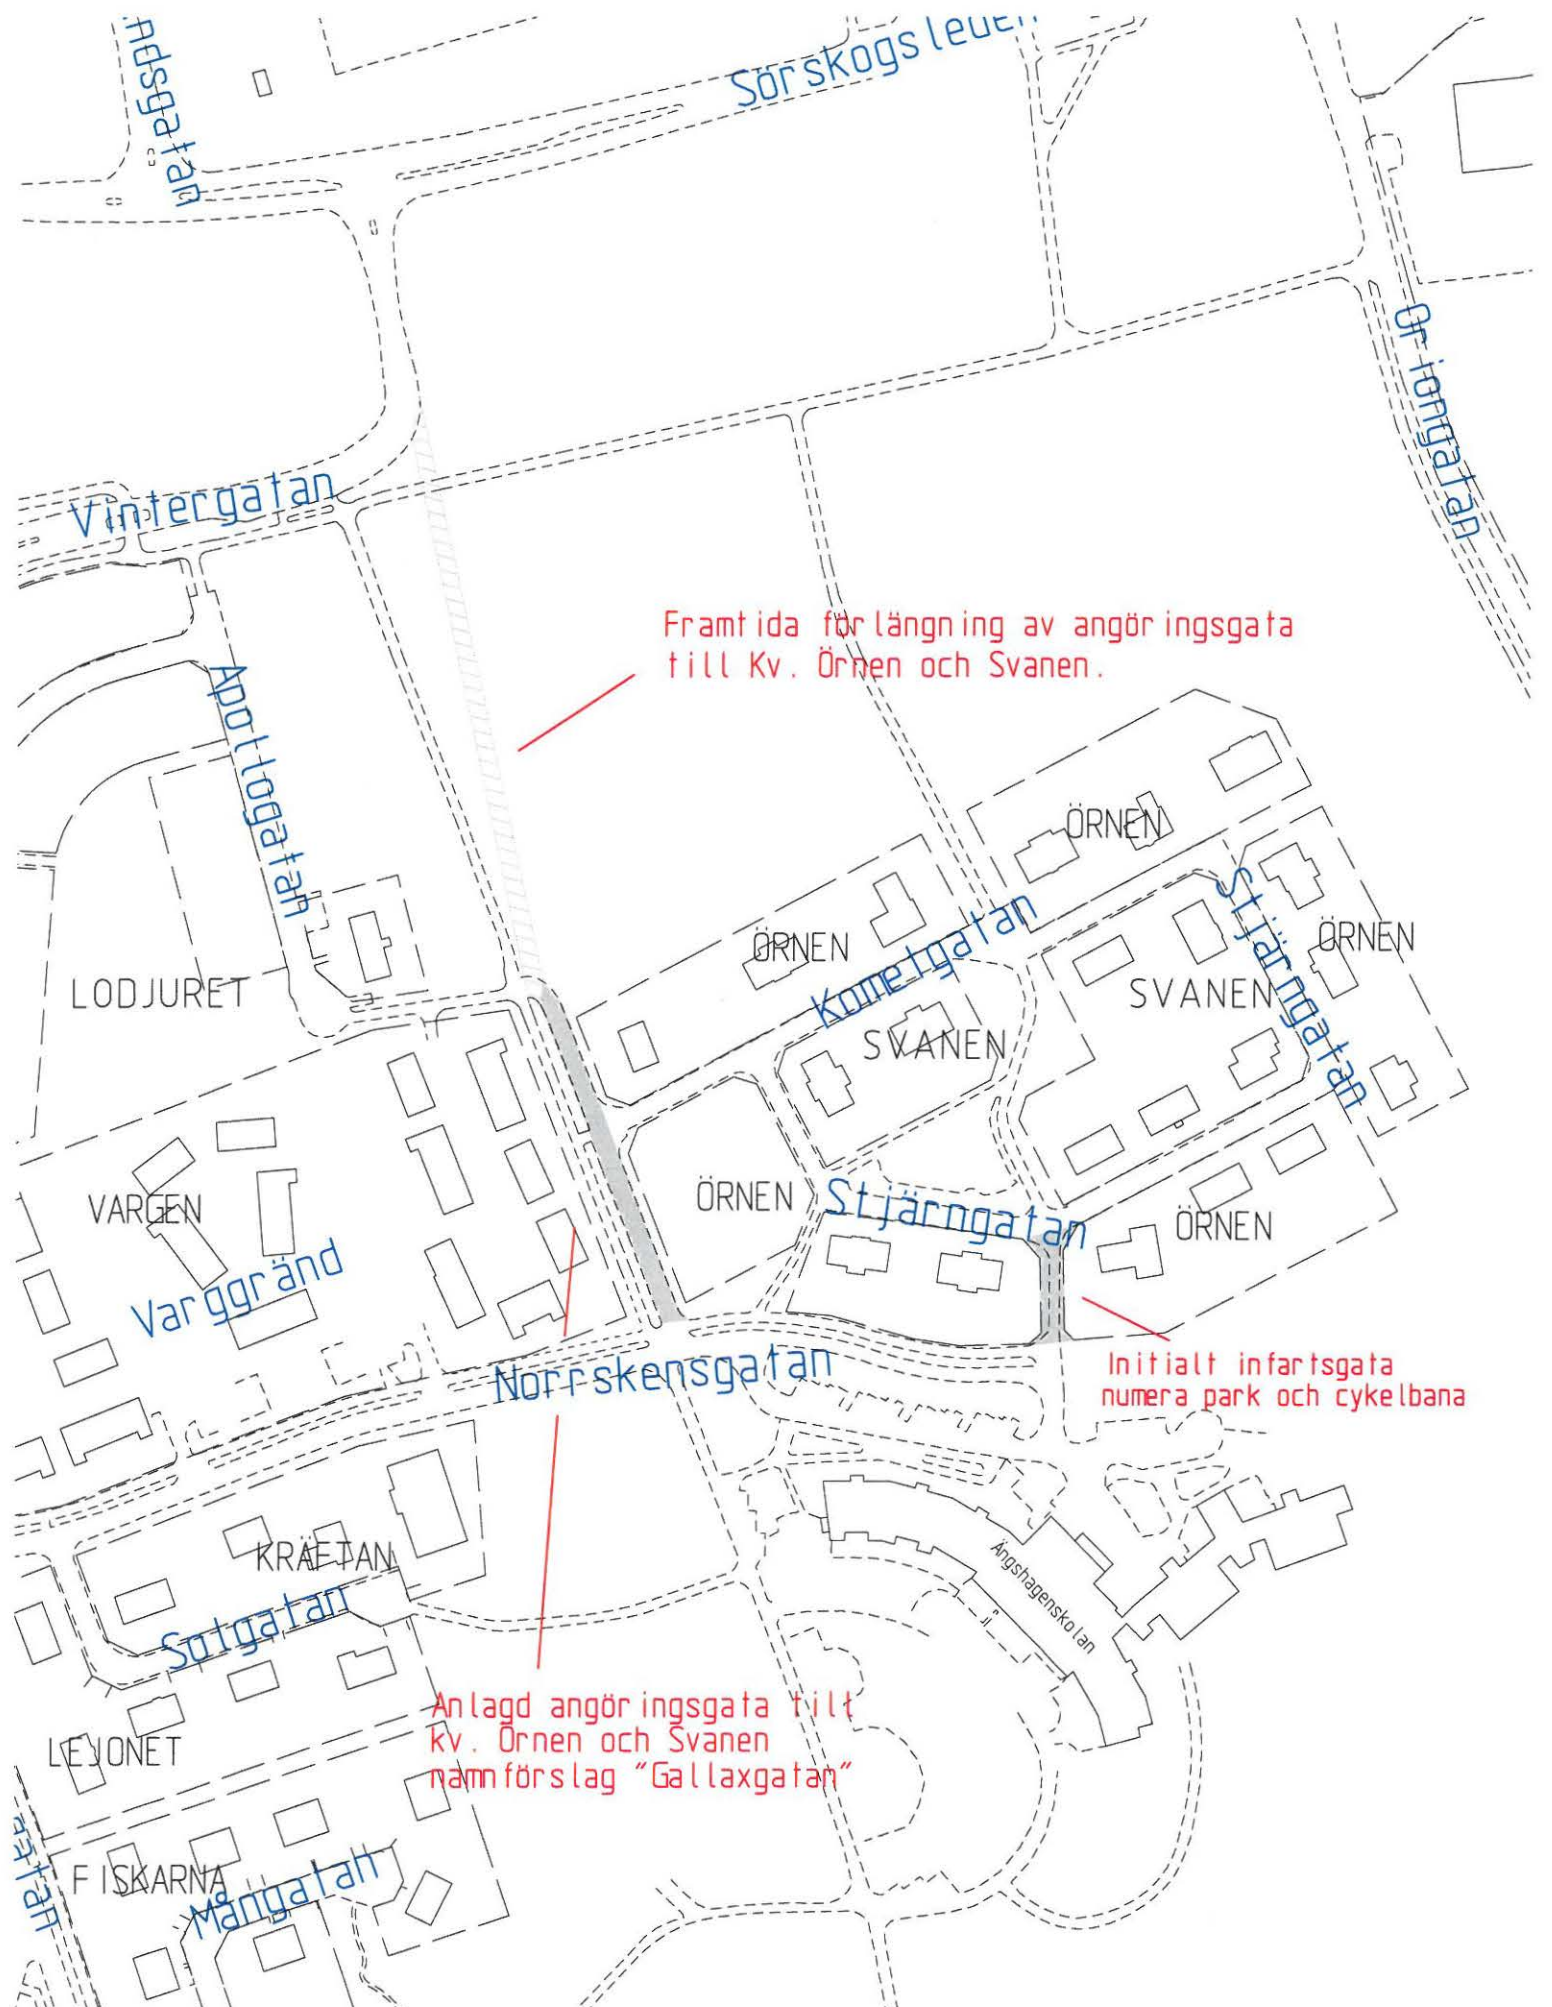 Sörskogsleden
Oriongatan
Vintergatan
Framtida förlängning av angöringsgata
till Kv. Örnen och Svanen.
Apollogatan
ÖRNEN
Stjärngatan
ÖRNEN
ÖRNEN
Kometgatan
LODJURET
SVANEN
SVANEN
VARGEN
ÖRNEN
Stjärngatan
ÖRNEN
Varggränd
Norrskensgatan
Initialt infartsgata
numera park och cykelbana
KRÄFTAN
Ängshagenskolan
Solgatan
Anlagd angöringsgata till
kv. Örnen och Svanen
namnförslag "Gallaxgatan"
LEJONET
FISKARNA
Mångatan